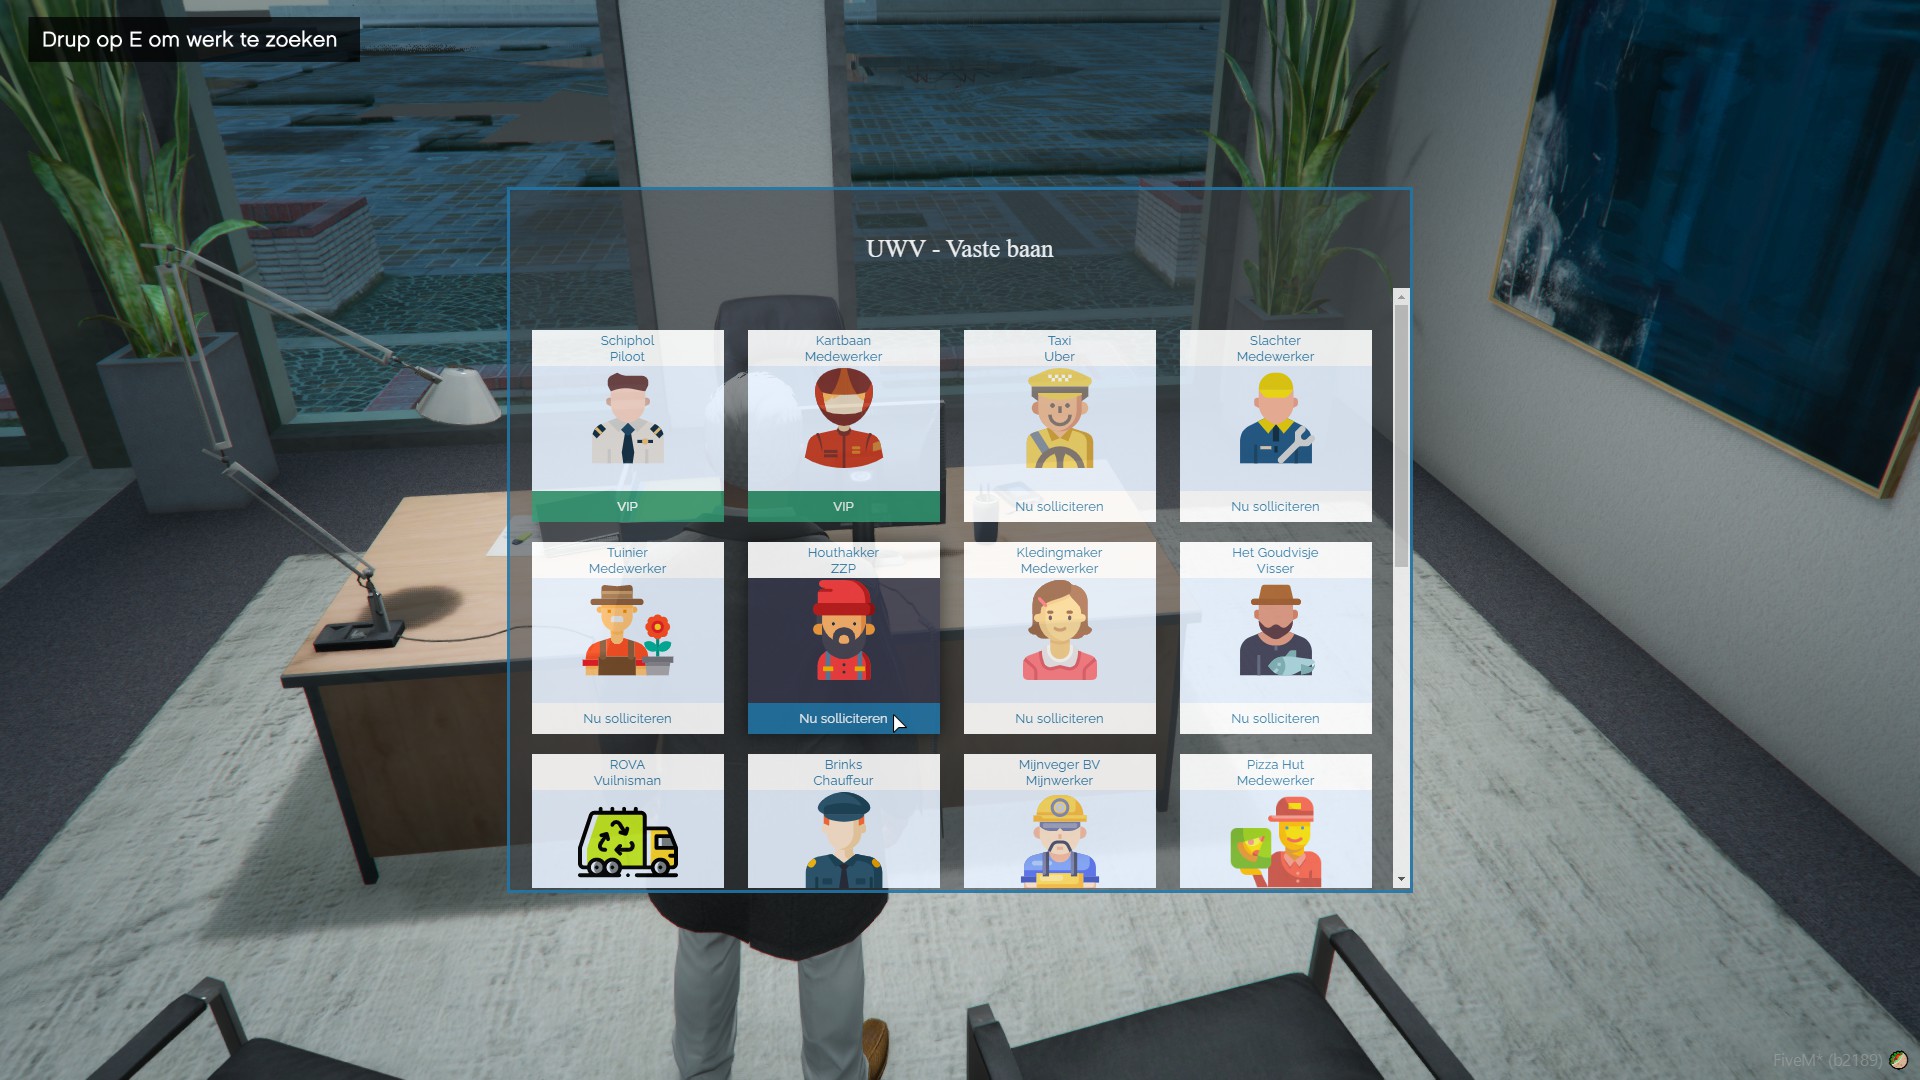 Drup op E om werk te zoeken
UWV - Vaste baan
Schiphol
Piloot
VIP
Kartbaan
Medewerker
VIP
Taxi
Uber
Nu solliciteren
Slachter
Medewerker
Nu solliciteren
Tuinier
Medewerker
Nu solliciteren
Houthakker
ZZP
Nu solliciteren
Kledingmaker
Medewerker
Nu solliciteren
Het Goudvisje
Visser
Nu solliciteren
ROVA
Vuilnisman
Brinks
Chauffeur
Mijnveger BV
Mijnwerker
Pizza Hut
Medewerker
FiveM* (b2189)